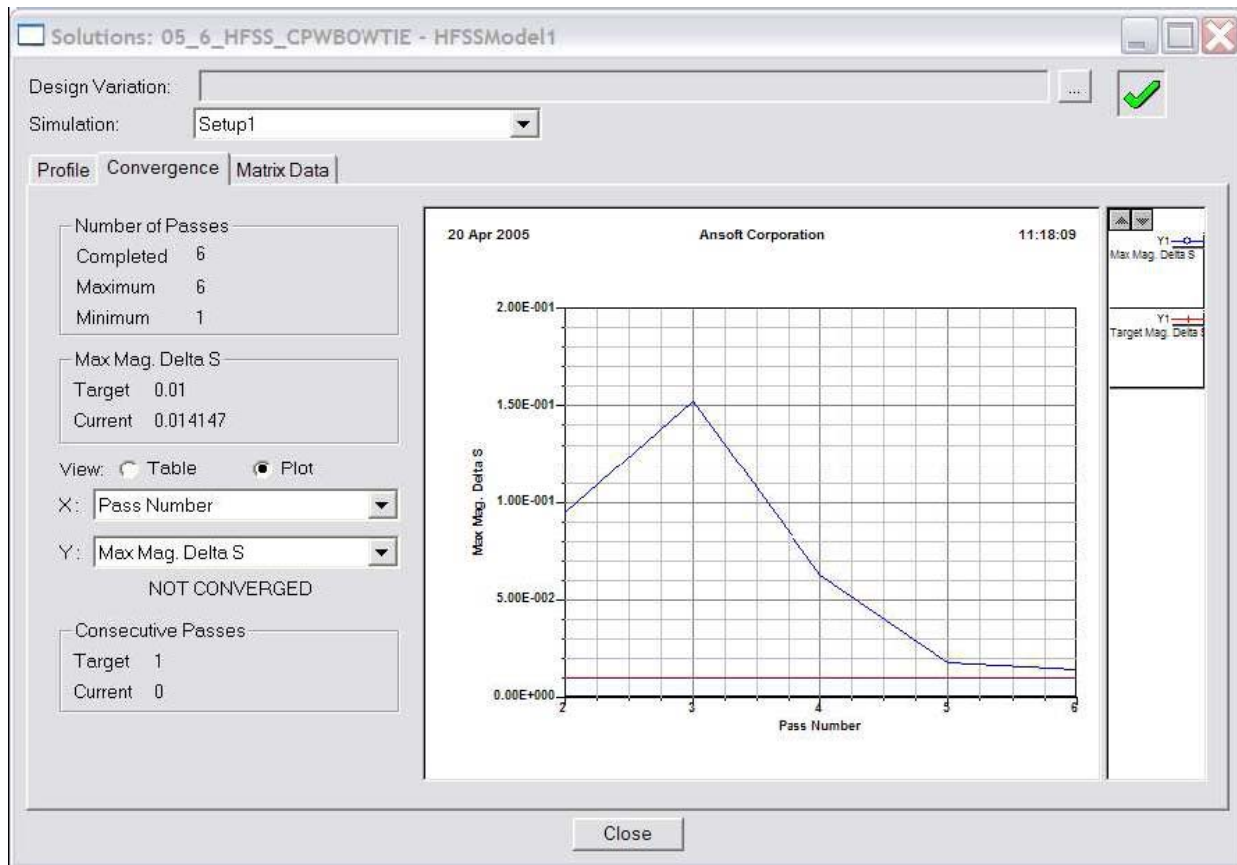 Solutions: 05_6_HFSS_CPWBOWTIE - HFSSModel1
Design Variation:
...
Simulation: Setup1
Profile Convergence Matrix Data
Number of Passes
Completed 6
Maximum 6
Minimum 1
Max Mag. Delta S
Target 0.01
Current 0.014147
View: Table Plot
X: Pass Number
Y: Max Mag. Delta S
NOT CONVERGED
Consecutive Passes
Target 1
Current 0
20 Apr 2005 Ansoft Corporation 11:18:09
2.00E-001
1.50E-001
1.00E-001
5.00E-002
0.00E+000
Max Mag. Delta S
2 3 4 5 6
Pass Number
Y1
Max Mag. Delta S
Y1
Target Mag. Delta S
Close